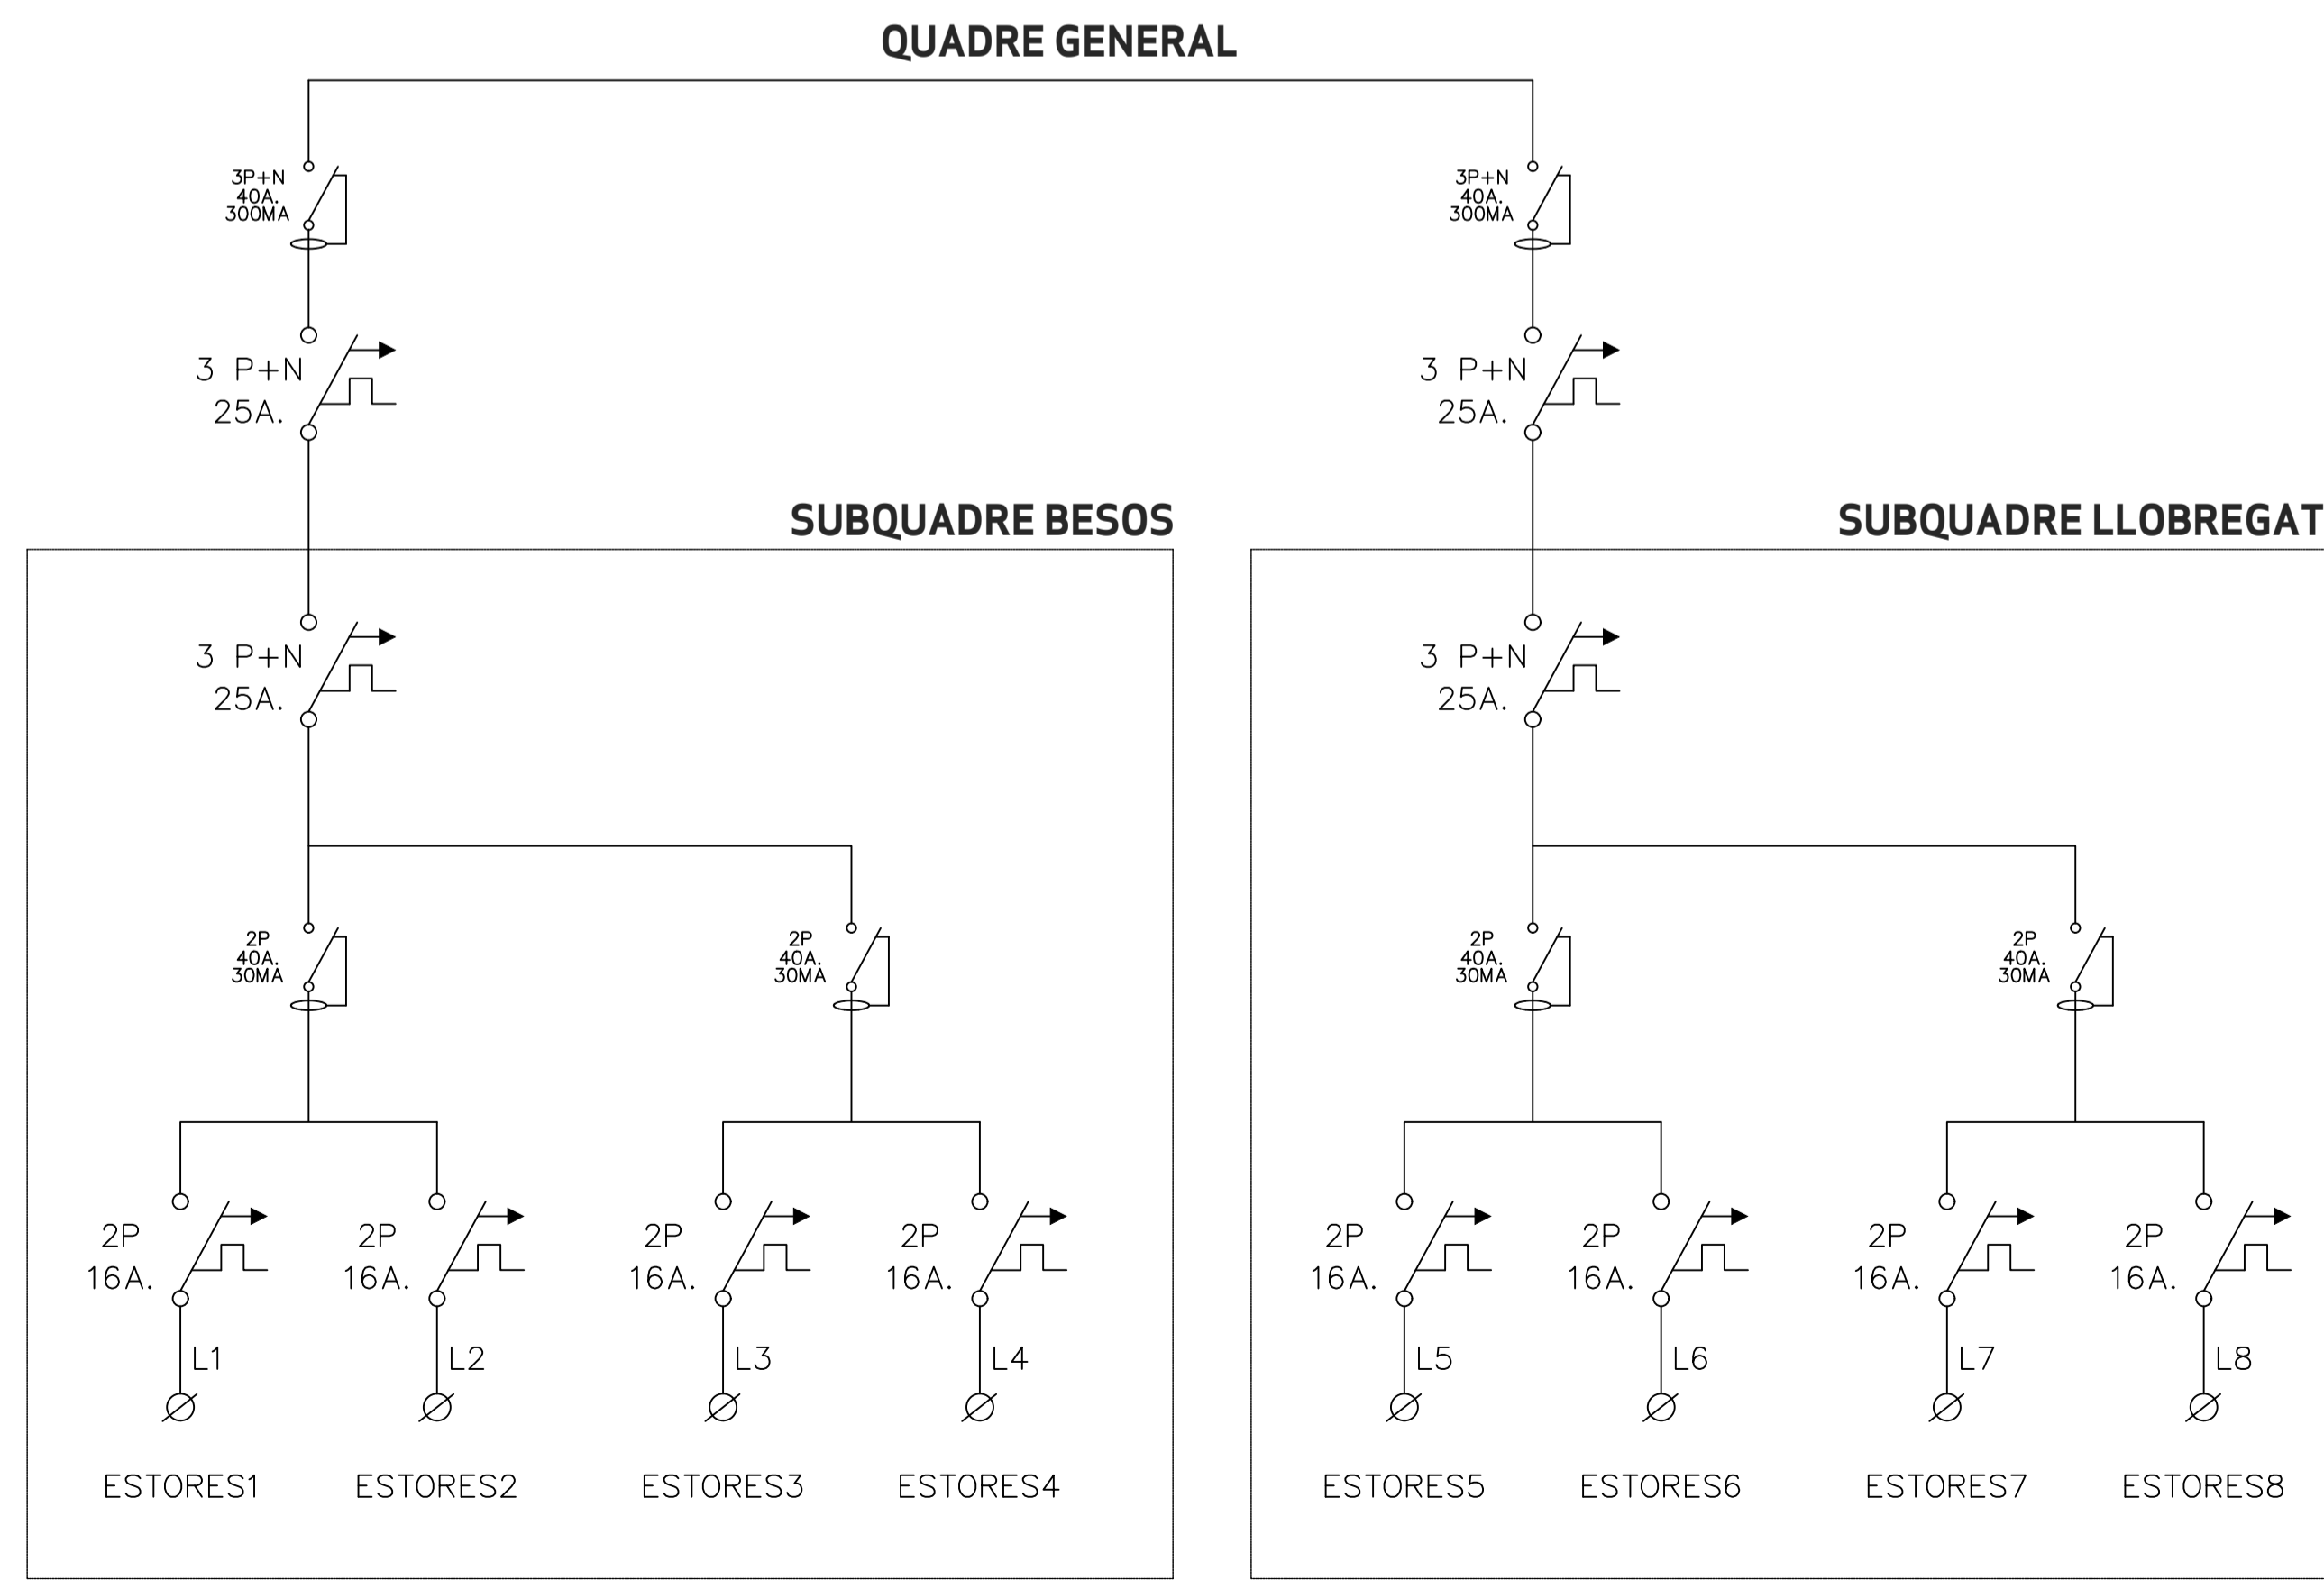 QUADRE GENERAL
3P+N
40A.
300MA
3P+N
40A.
300MA
3 P+N
25A.
3 P+N
25A.
SUBQUADRE BESOS
SUBQUADRE LLOBREGAT
3 P+N
25A.
3 P+N
25A.
2P
40A.
30MA
2P
40A.
30MA
2P
40A.
30MA
2P
40A.
30MA
2P
16A.
2P
16A.
2P
16A.
2P
16A.
2P
16A.
2P
16A.
2P
16A.
2P
16A.
L1
L2
L3
L4
L5
L6
L7
L8
ESTORES1
ESTORES2
ESTORES3
ESTORES4
ESTORES5
ESTORES6
ESTORES7
ESTORES8